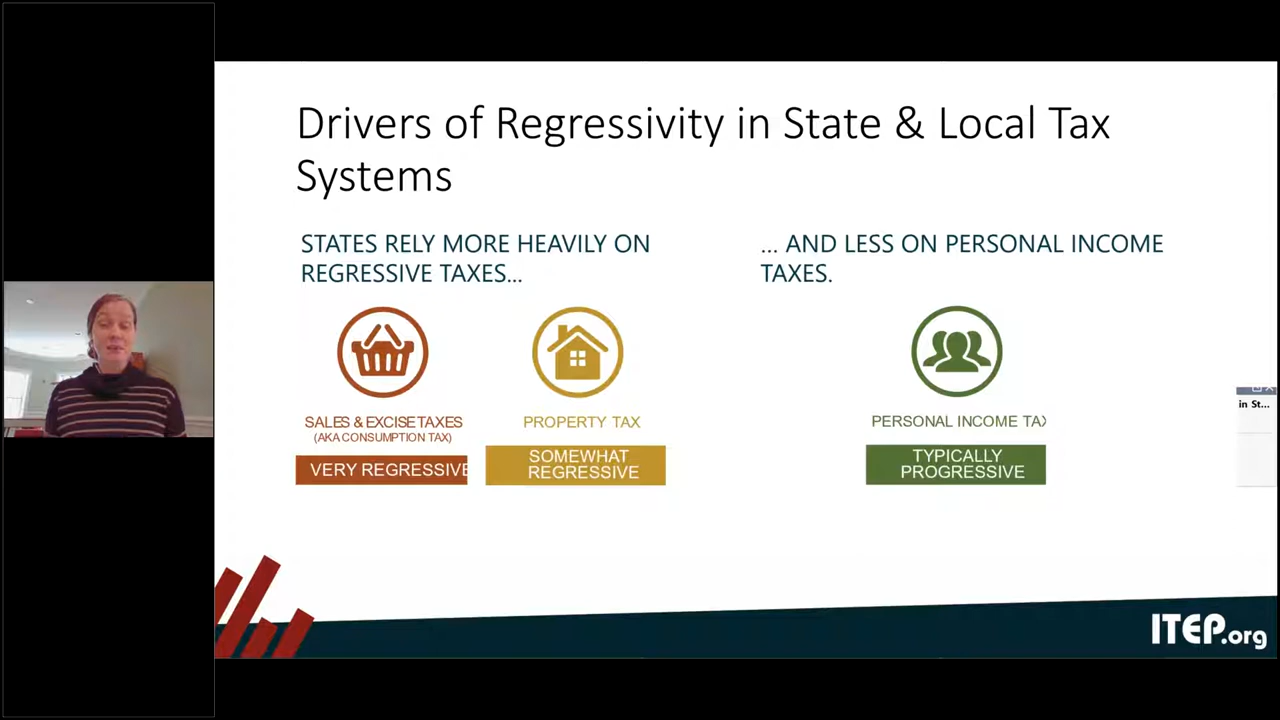 Drivers of Regressivity in State & Local Tax
Systems
STATES RELY MORE HEAVILY ON
REGRESSIVE TAXES...
... AND LESS ON PERSONAL INCOME
TAXES.
SALES & EXCISE TAXES
(AKA CONSUMPTION TAX)
VERY REGRESSIVE
PROPERTY TAX
SOMEWHAT
REGRESSIVE
PERSONAL INCOME TAX
TYPICALLY
PROGRESSIVE
in St...
ITEP.org